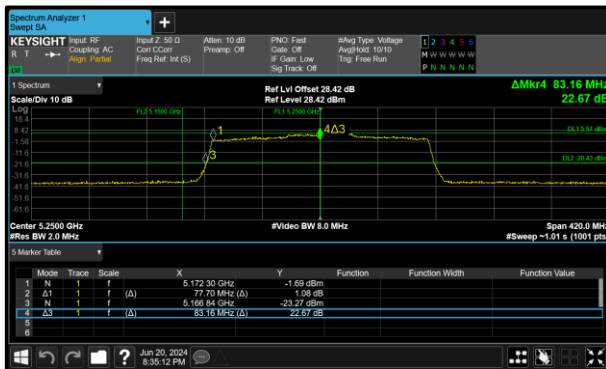 Spectrum Analyzer 1
Swept SA
KEYSIGHT Input: RF Input Z: 50 Ω Atten: 10 dB PNO: Fast #Avg Type: Voltage 1 2 3 4 5 6
R T Coupling: AC Corr CCorr Preamp: Off Gate: Off Avg|Hold: 10/10 M W W W W W
Align: Partial Freq Ref: Int (S) IF Gain: Low Trig: Free Run
Sig Track: Off P N N N N N
1 Spectrum Ref Lvl Offset 28.42 dB ΔMkr4 83.16 MHz
Scale/Div 10 dB Ref Level 28.42 dBm 22.67 dB
Log
18.4 FL2 5.1500 GHz FL1 5.2500 GHz
8.42 1 4Δ3 DL1 5.57 dBm
-1.58
-11.6 3
-21.6 DL2 -20.43 dBm
-31.6
-41.6
-51.6
-61.6
Center 5.2500 GHz #Video BW 8.0 MHz Span 420.0 MHz
#Res BW 2.0 MHz #Sweep ~1.01 s (1001 pts
5 Marker Table
Mode Trace Scale X Y Function Function Width Function Value
1 N 1 f 5.172 30 GHz -1.69 dBm
2 Δ1 1 f (Δ) 77.70 MHz (Δ) 1.08 dB
3 N 1 f 5.166 84 GHz -23.27 dBm
4 Δ3 1 f (Δ) 83.16 MHz (Δ) 22.67 dB
5
6
Jun 20, 2024
8:35:12 PM